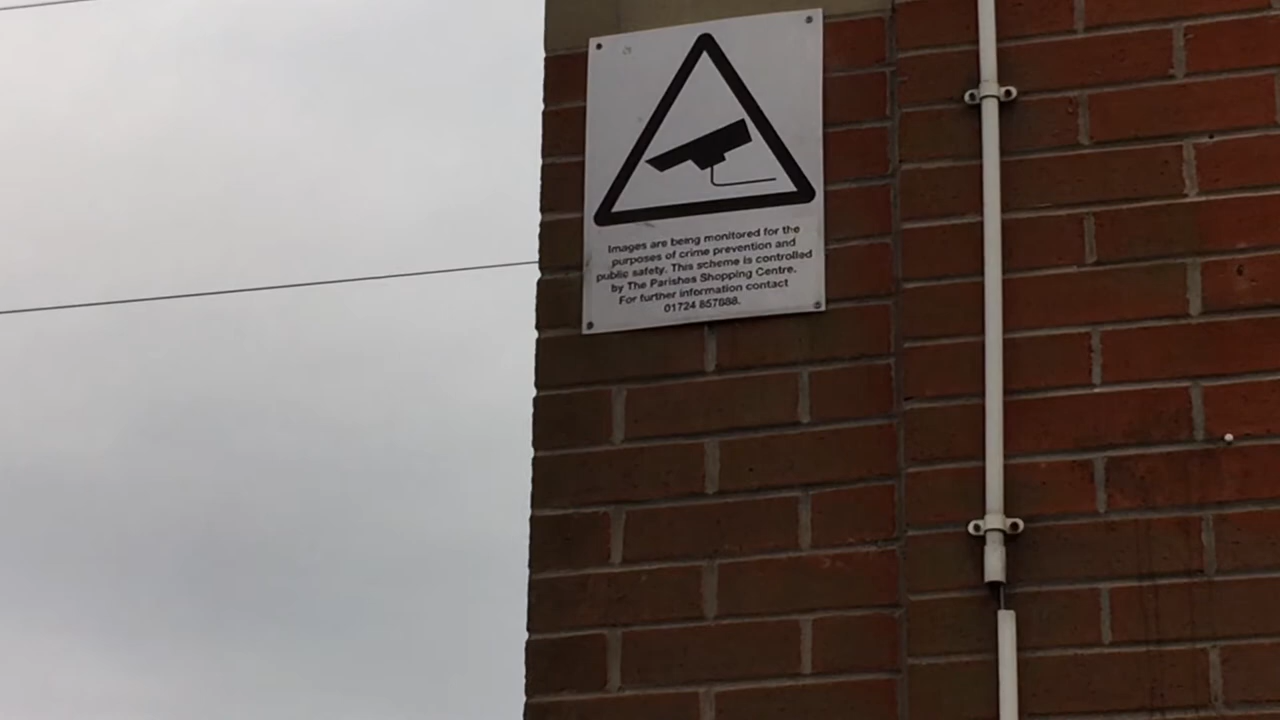 Images are being monitored for the
purposes of crime prevention and
public safety. This scheme is controlled
by The Parishes Shopping Centre.
For further information contact
01724 857888.